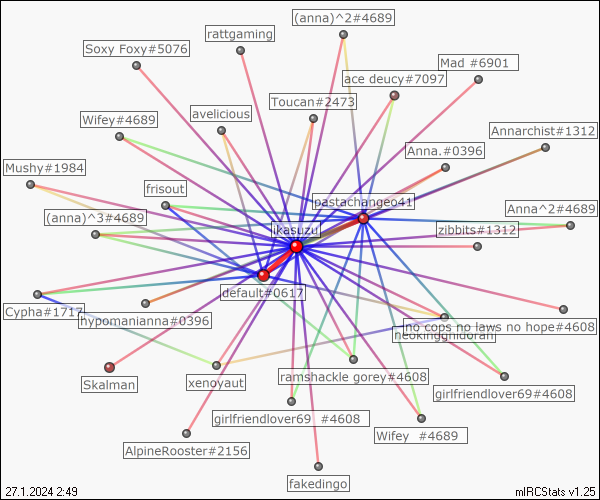 (anna)^2#4689
rattgaming
Soxy Foxy#5076
Mad #6901
ace deucy#7097
Toucan#2473
avelicious
Wifey#4689
Annarchist#1312
Anna.#0396
Mushy#1984
frisout
pastachange041
Anna^2#4689
(anna)^3#4689
ikasuzu
zibbits#1312
default#0617
Cypha#1717
hypomanianna#0396
no cops no laws no hope#4608
neokingghidorah
Skalman
xenoyaut
ramshackle gorey#4608
girlfriendlover69#4608
girlfriendlover69 #4608
Wifey #4689
AlpineRooster#2156
fakedingo
27.1.2024 2:49
mIRCStats v1.25